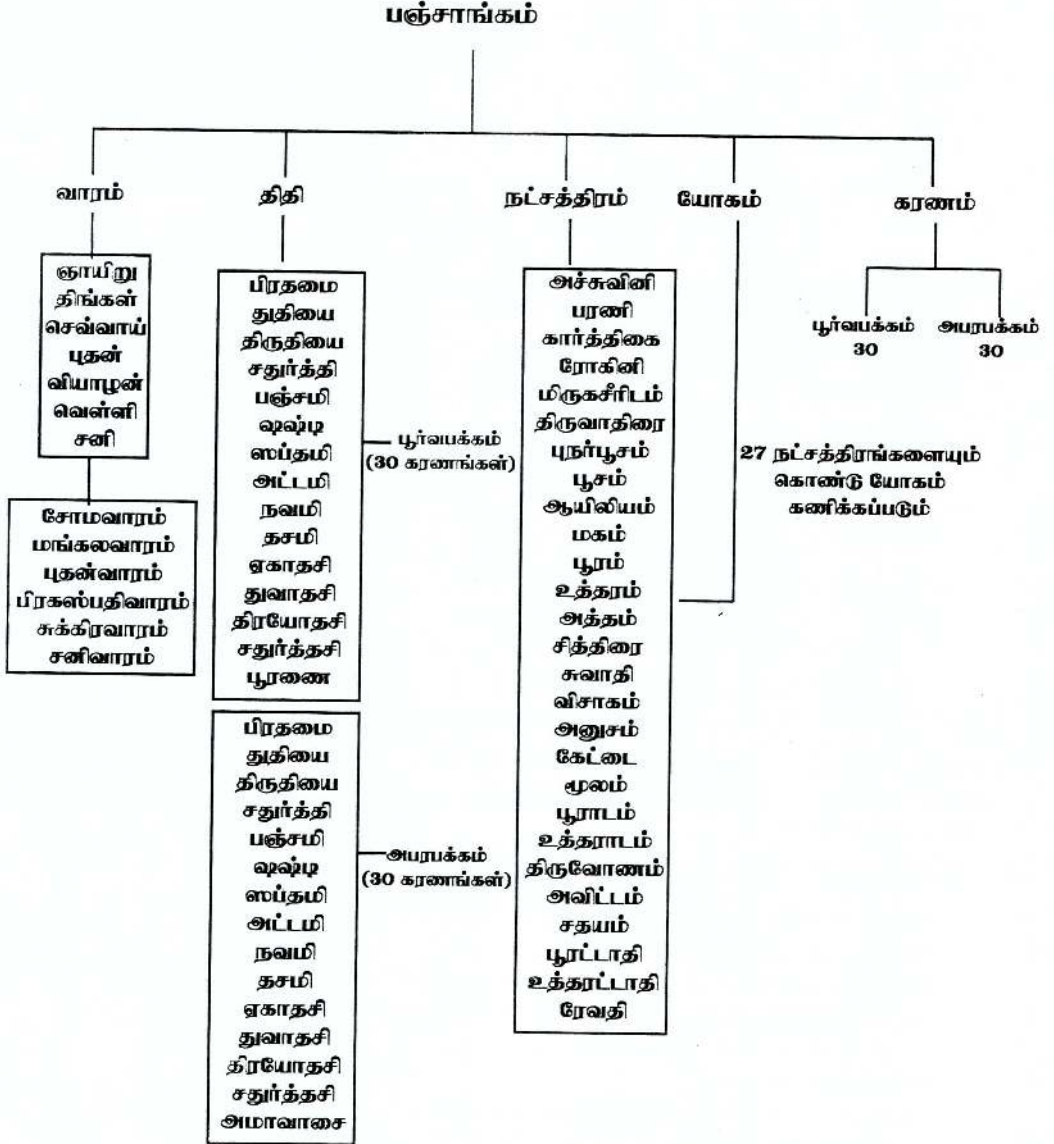 பஞ்சாங்கம்
வாரம்
ஞாயிறு
திங்கள்
செவ்வாய்
புதன்
வியாழன்
வெள்ளி
சனி
சோமவாரம்
மங்கலவாரம்
புதன்வாரம்
பிரகஸ்பதிவாரம்
சுக்கிரவாரம்
சனிவாரம்
திதி
பிரதமை
துதியை
திருதியை
சதுர்த்தி
பஞ்சமி
ஷஷ்டி
ஸப்தமி
அட்டமி
நவமி
தசமி
ஏகாதசி
துவாதசி
திரயோதசி
சதுர்த்தசி
பூரணை
பூர்வபக்கம்
(30 கரணங்கள்)
பிரதமை
துதியை
திருதியை
சதுர்த்தி
பஞ்சமி
ஷஷ்டி
ஸப்தமி
அட்டமி
நவமி
தசமி
ஏகாதசி
துவாதசி
திரயோதசி
சதுர்த்தசி
அமாவாசை
அபரபக்கம்
(30 கரணங்கள்)
நட்சத்திரம்
அச்சுவினி
பரணி
கார்த்திகை
ரோகினி
மிருகசீரிடம்
திருவாதிரை
புநர்பூசம்
பூசம்
ஆயிலியம்
மகம்
பூரம்
உத்தரம்
அத்தம்
சித்திரை
சுவாதி
விசாகம்
அனுசம்
கேட்டை
மூலம்
பூராடம்
உத்தராடம்
திருவோணம்
அவிட்டம்
சதயம்
பூரட்டாதி
உத்தரட்டாதி
ரேவதி
யோகம்
27 நட்சத்திரங்களையும்
கொண்டு யோகம்
கணிக்கப்படும்
கரணம்
பூர்வபக்கம்
30
அபரபக்கம்
30